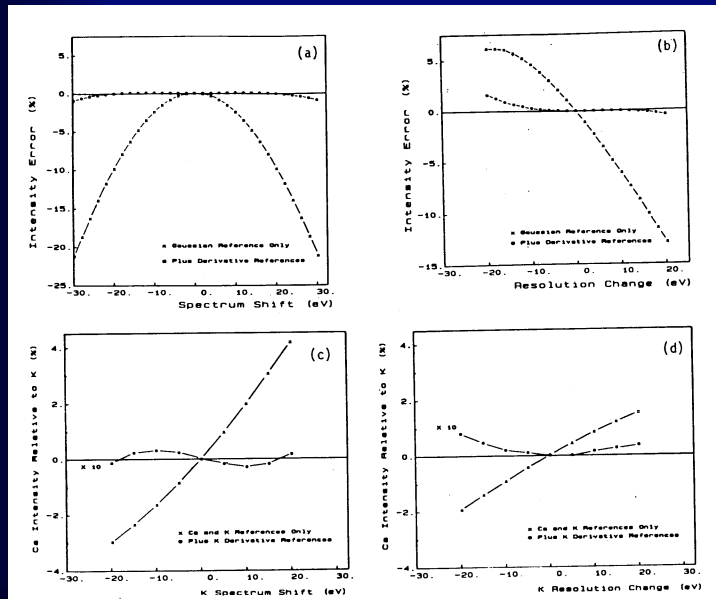 (a)
Intensity Error (%)
5.
0.
-5.
-10.
-15.
-20.
-25.
× Gaussian Reference Only
• Plus Derivative References
-30. -20. -10. 0. 10. 20. 30.
Spectrum Shift (eV)
(b)
Intensity Error (%)
5.
0.
-5.
-10.
-15.
× Gaussian Reference Only
• Plus Derivative References
-30. -20. -10. 0. 10. 20. 30.
Resolution Change (eV)
(c)
Ca Intensity Relative to K (%)
4.
2.
0.
-2.
-4.
× 10
× Ca and K References Only
• Plus K Derivative References
-30. -20. -10. 0. 10. 20. 30.
K Spectrum Shift (eV)
(d)
Ca Intensity Relative to K (%)
4.
2.
0.
-2.
-4.
× 10
× Ca and K References Only
• Plus K Derivative References
-30. -20. -10. 0. 10. 20. 30.
K Resolution Change (eV)